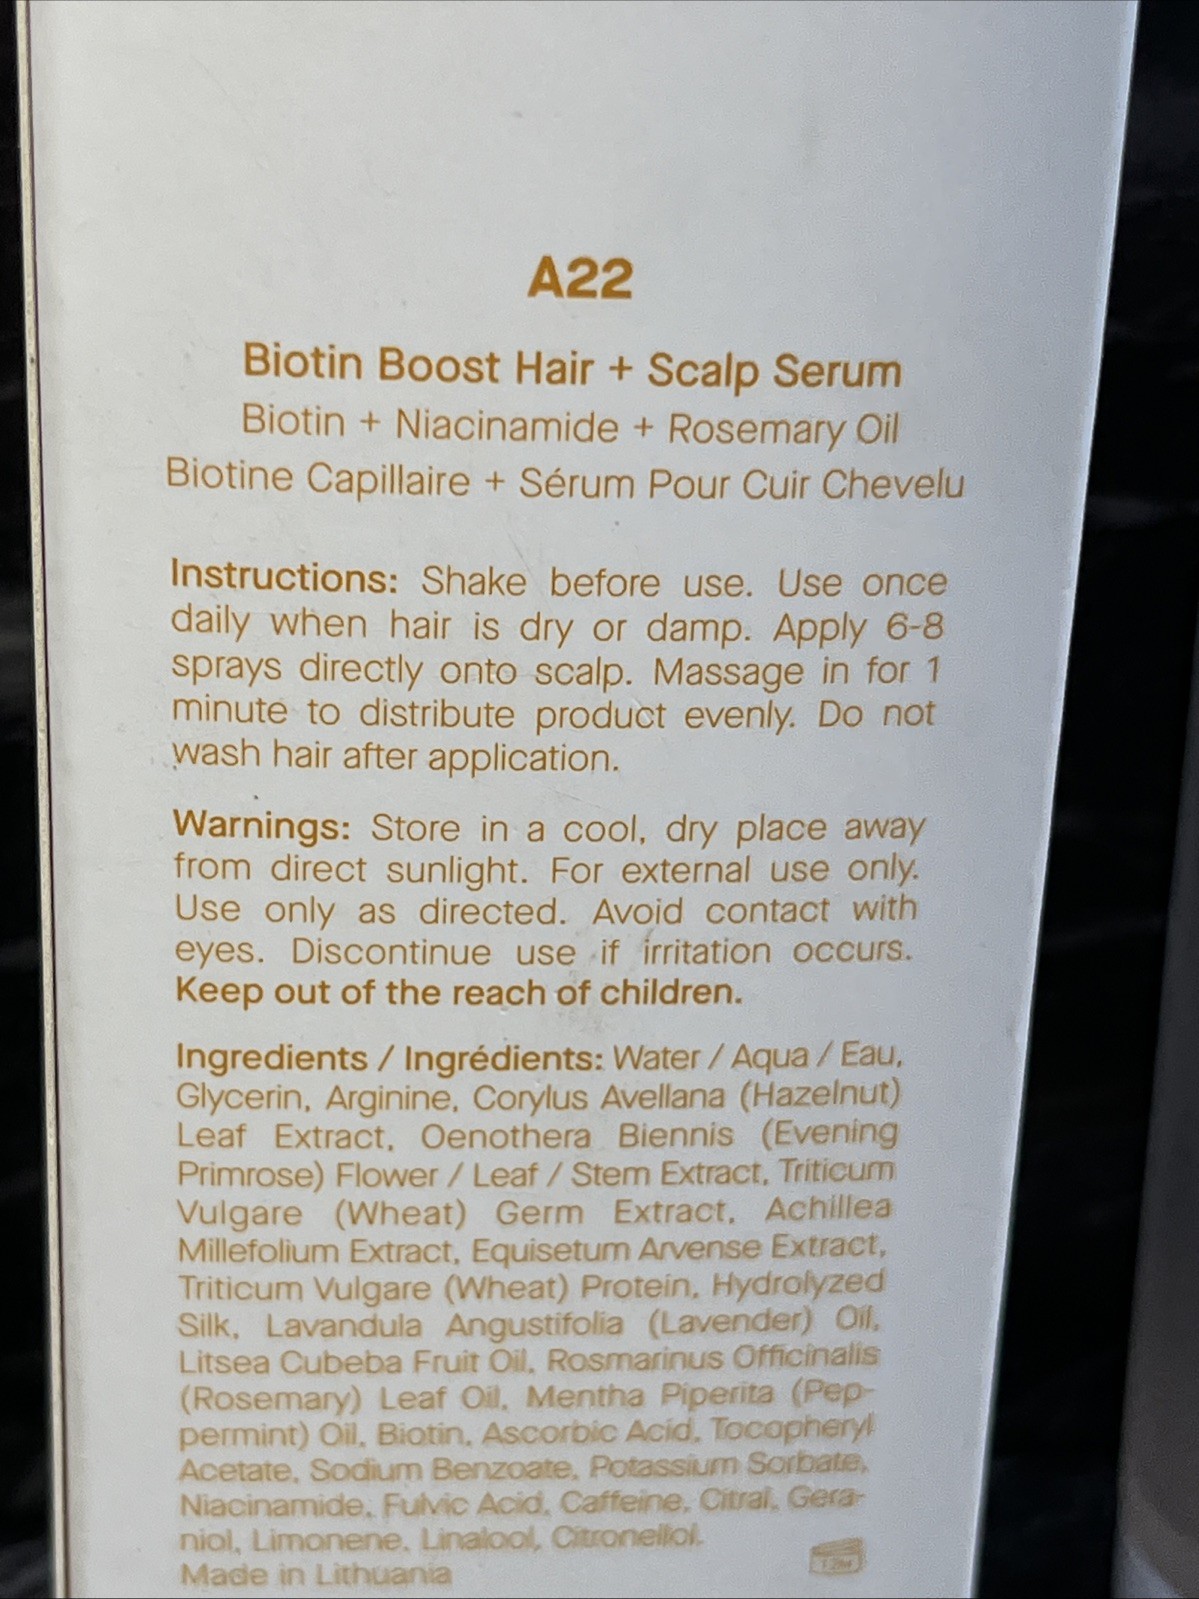 A22
Biotin Boost Hair + Scalp Serum
Biotin + Niacinamide + Rosemary Oil
Biotine Capillaire + Sérum Pour Cuir Chevelu
Instructions: Shake before use. Use once
daily when hair is dry or damp. Apply 6-8
sprays directly onto scalp. Massage in for 1
minute to distribute product evenly. Do not
wash hair after application.
Warnings: Store in a cool, dry place away
from direct sunlight. For external use only.
Use only as directed. Avoid contact with
eyes. Discontinue use if irritation occurs.
Keep out of the reach of children.
Ingredients / Ingrédients: Water / Aqua / Eau,
Glycerin, Arginine, Corylus Avellana (Hazelnut)
Leaf Extract, Oenothera Biennis (Evening
Primrose) Flower / Leaf / Stem Extract, Triticum
Vulgare (Wheat) Germ Extract, Achillea
Millefolium Extract, Equisetum Arvense Extract,
Triticum Vulgare (Wheat) Protein, Hydrolyzed
Silk, Lavandula Angustifolia (Lavender) Oil,
Litsea Cubeba Fruit Oil, Rosmarinus Officinalis
(Rosemary) Leaf Oil, Mentha Piperita (Pep-
permint) Oil, Biotin, Ascorbic Acid, Tocopheryl
Acetate, Sodium Benzoate, Potassium Sorbate,
Niacinamide, Fulvic Acid, Caffeine, Citral, Gera-
niol, Limonene, Linalool, Citronellol.
Made in Lithuania